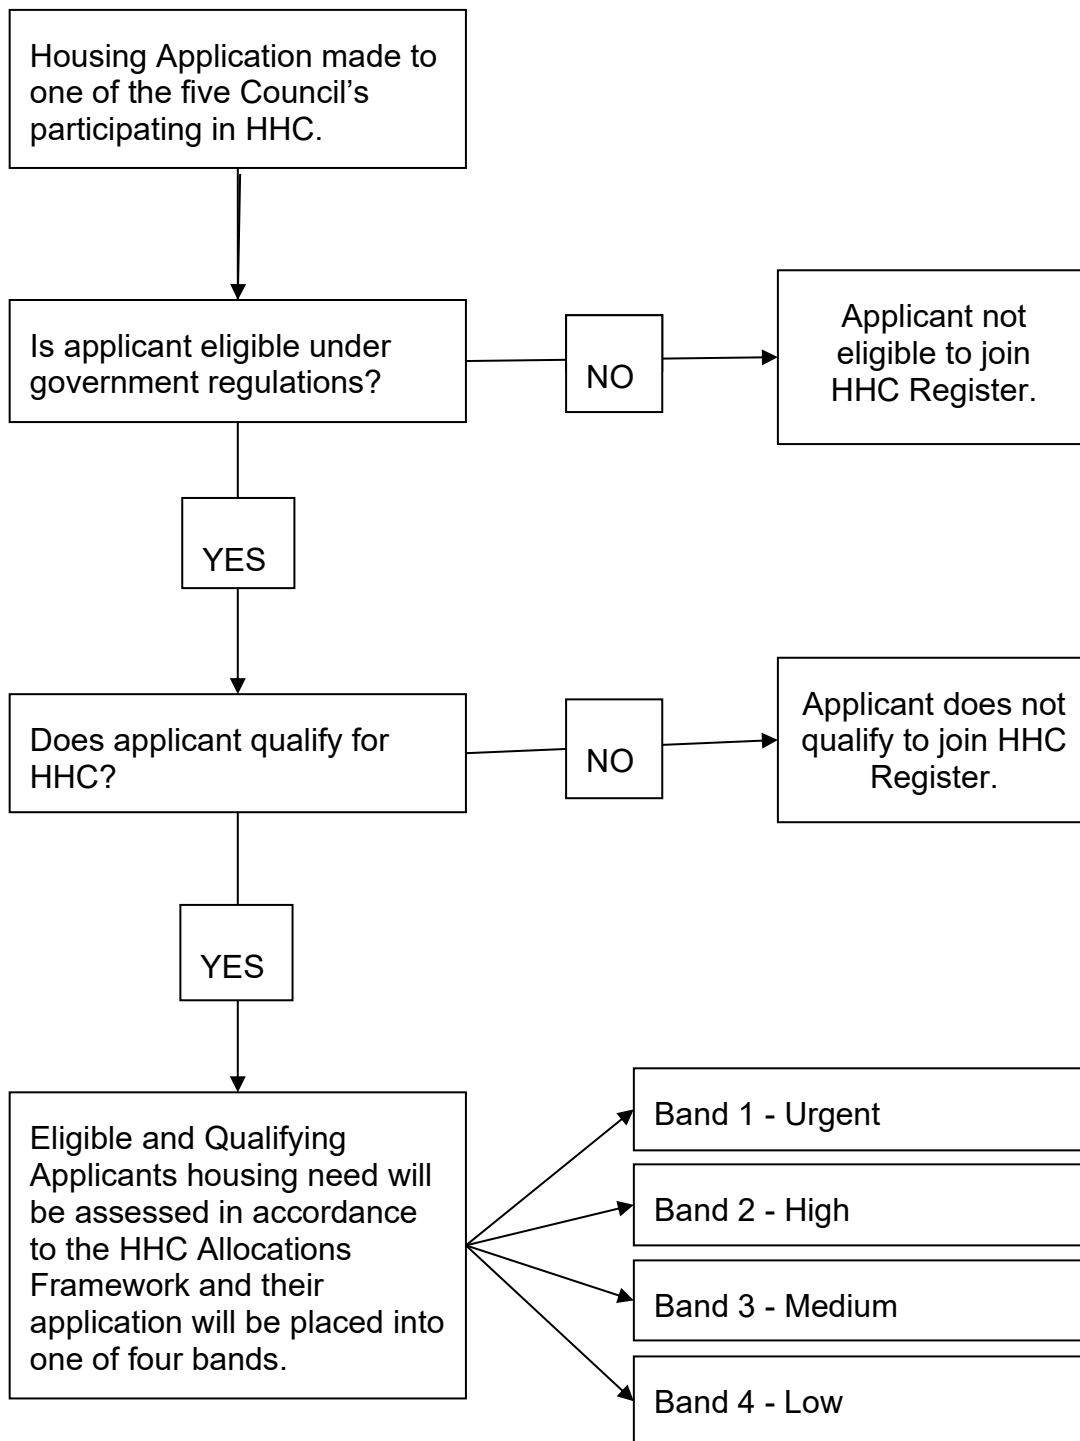 Housing Application made to
one of the five Council’s
participating in HHC.
Is applicant eligible under
government regulations?
NO
Applicant not
eligible to join
HHC Register.
YES
Does applicant qualify for
HHC?
NO
Applicant does not
qualify to join HHC
Register.
YES
Eligible and Qualifying
Applicants housing need will
be assessed in accordance
to the HHC Allocations
Framework and their
application will be placed into
one of four bands.
Band 1 - Urgent
Band 2 - High
Band 3 - Medium
Band 4 - Low